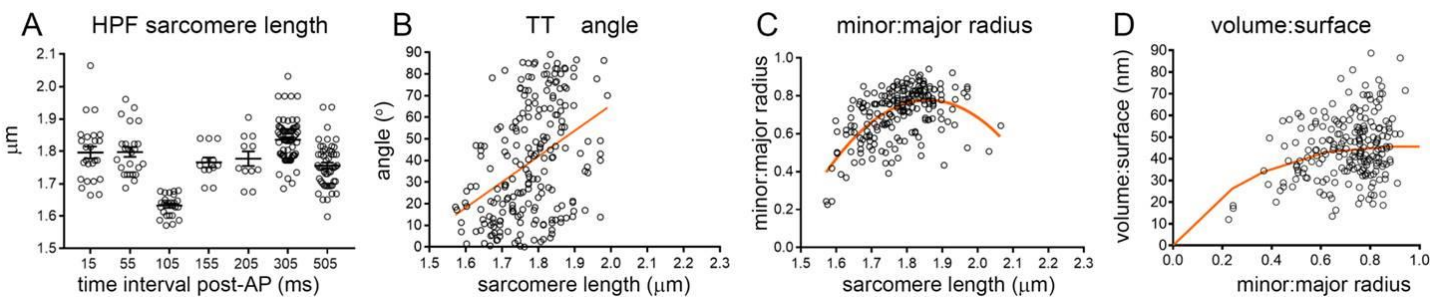 A HPF sarcomere length
2.1
2.0
1.9
1.8
1.7
1.6
1.5
μm
15 55 105 155 205 305 505
time interval post-AP (ms)
B TT angle
90
80
70
60
50
40
30
20
10
0
angle (°)
1.5 1.6 1.7 1.8 1.9 2.0 2.1 2.2 2.3
sarcomere length (μm)
C minor:major radius
1.0
0.8
0.6
0.4
0.2
0.0
minor:major radius
1.5 1.6 1.7 1.8 1.9 2.0 2.1 2.2 2.3
sarcomere length (μm)
D volume:surface
90
80
70
60
50
40
30
20
10
0
volume:surface (nm)
0.0 0.2 0.4 0.6 0.8 1.0
minor:major radius